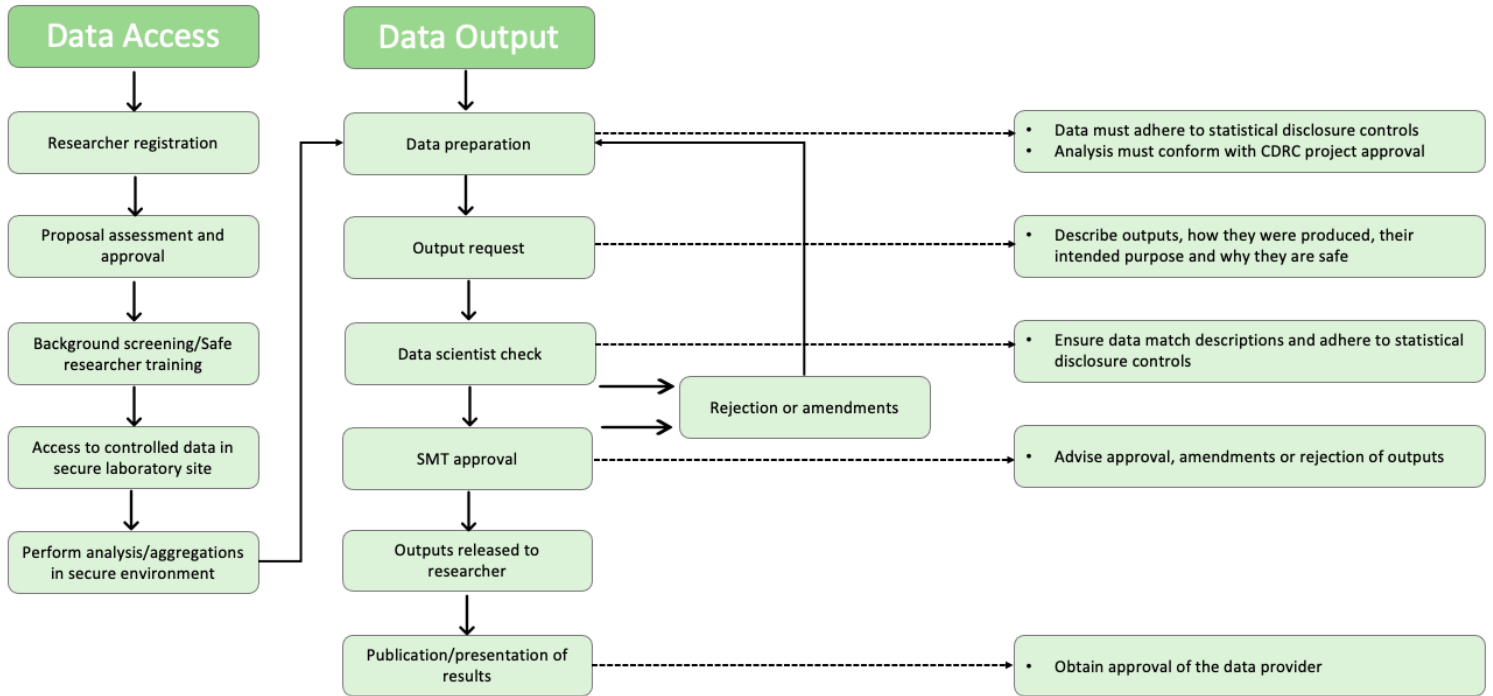 Data Access
Researcher registration
Proposal assessment and
approval
Background screening/Safe
researcher training
Access to controlled data in
secure laboratory site
Perform analysis/aggregations
in secure environment
Data Output
Data preparation
Output request
Data scientist check
Rejection or amendments
SMT approval
Outputs released to
researcher
Publication/presentation of
results
• Data must adhere to statistical disclosure controls
• Analysis must conform with CDRC project approval
• Describe outputs, how they were produced, their
intended purpose and why they are safe
• Ensure data match descriptions and adhere to statistical
disclosure controls
• Advise approval, amendments or rejection of outputs
• Obtain approval of the data provider